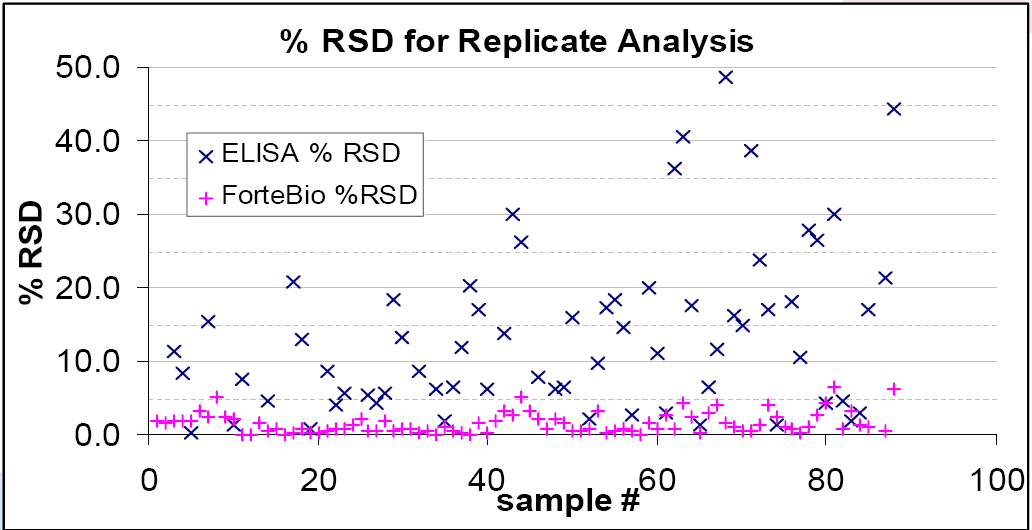 % RSD for Replicate Analysis
50.0
40.0
30.0
20.0
10.0
0.0
% RSD
ELISA % RSD
ForteBio %RSD
0 20 40 60 80 100
sample #